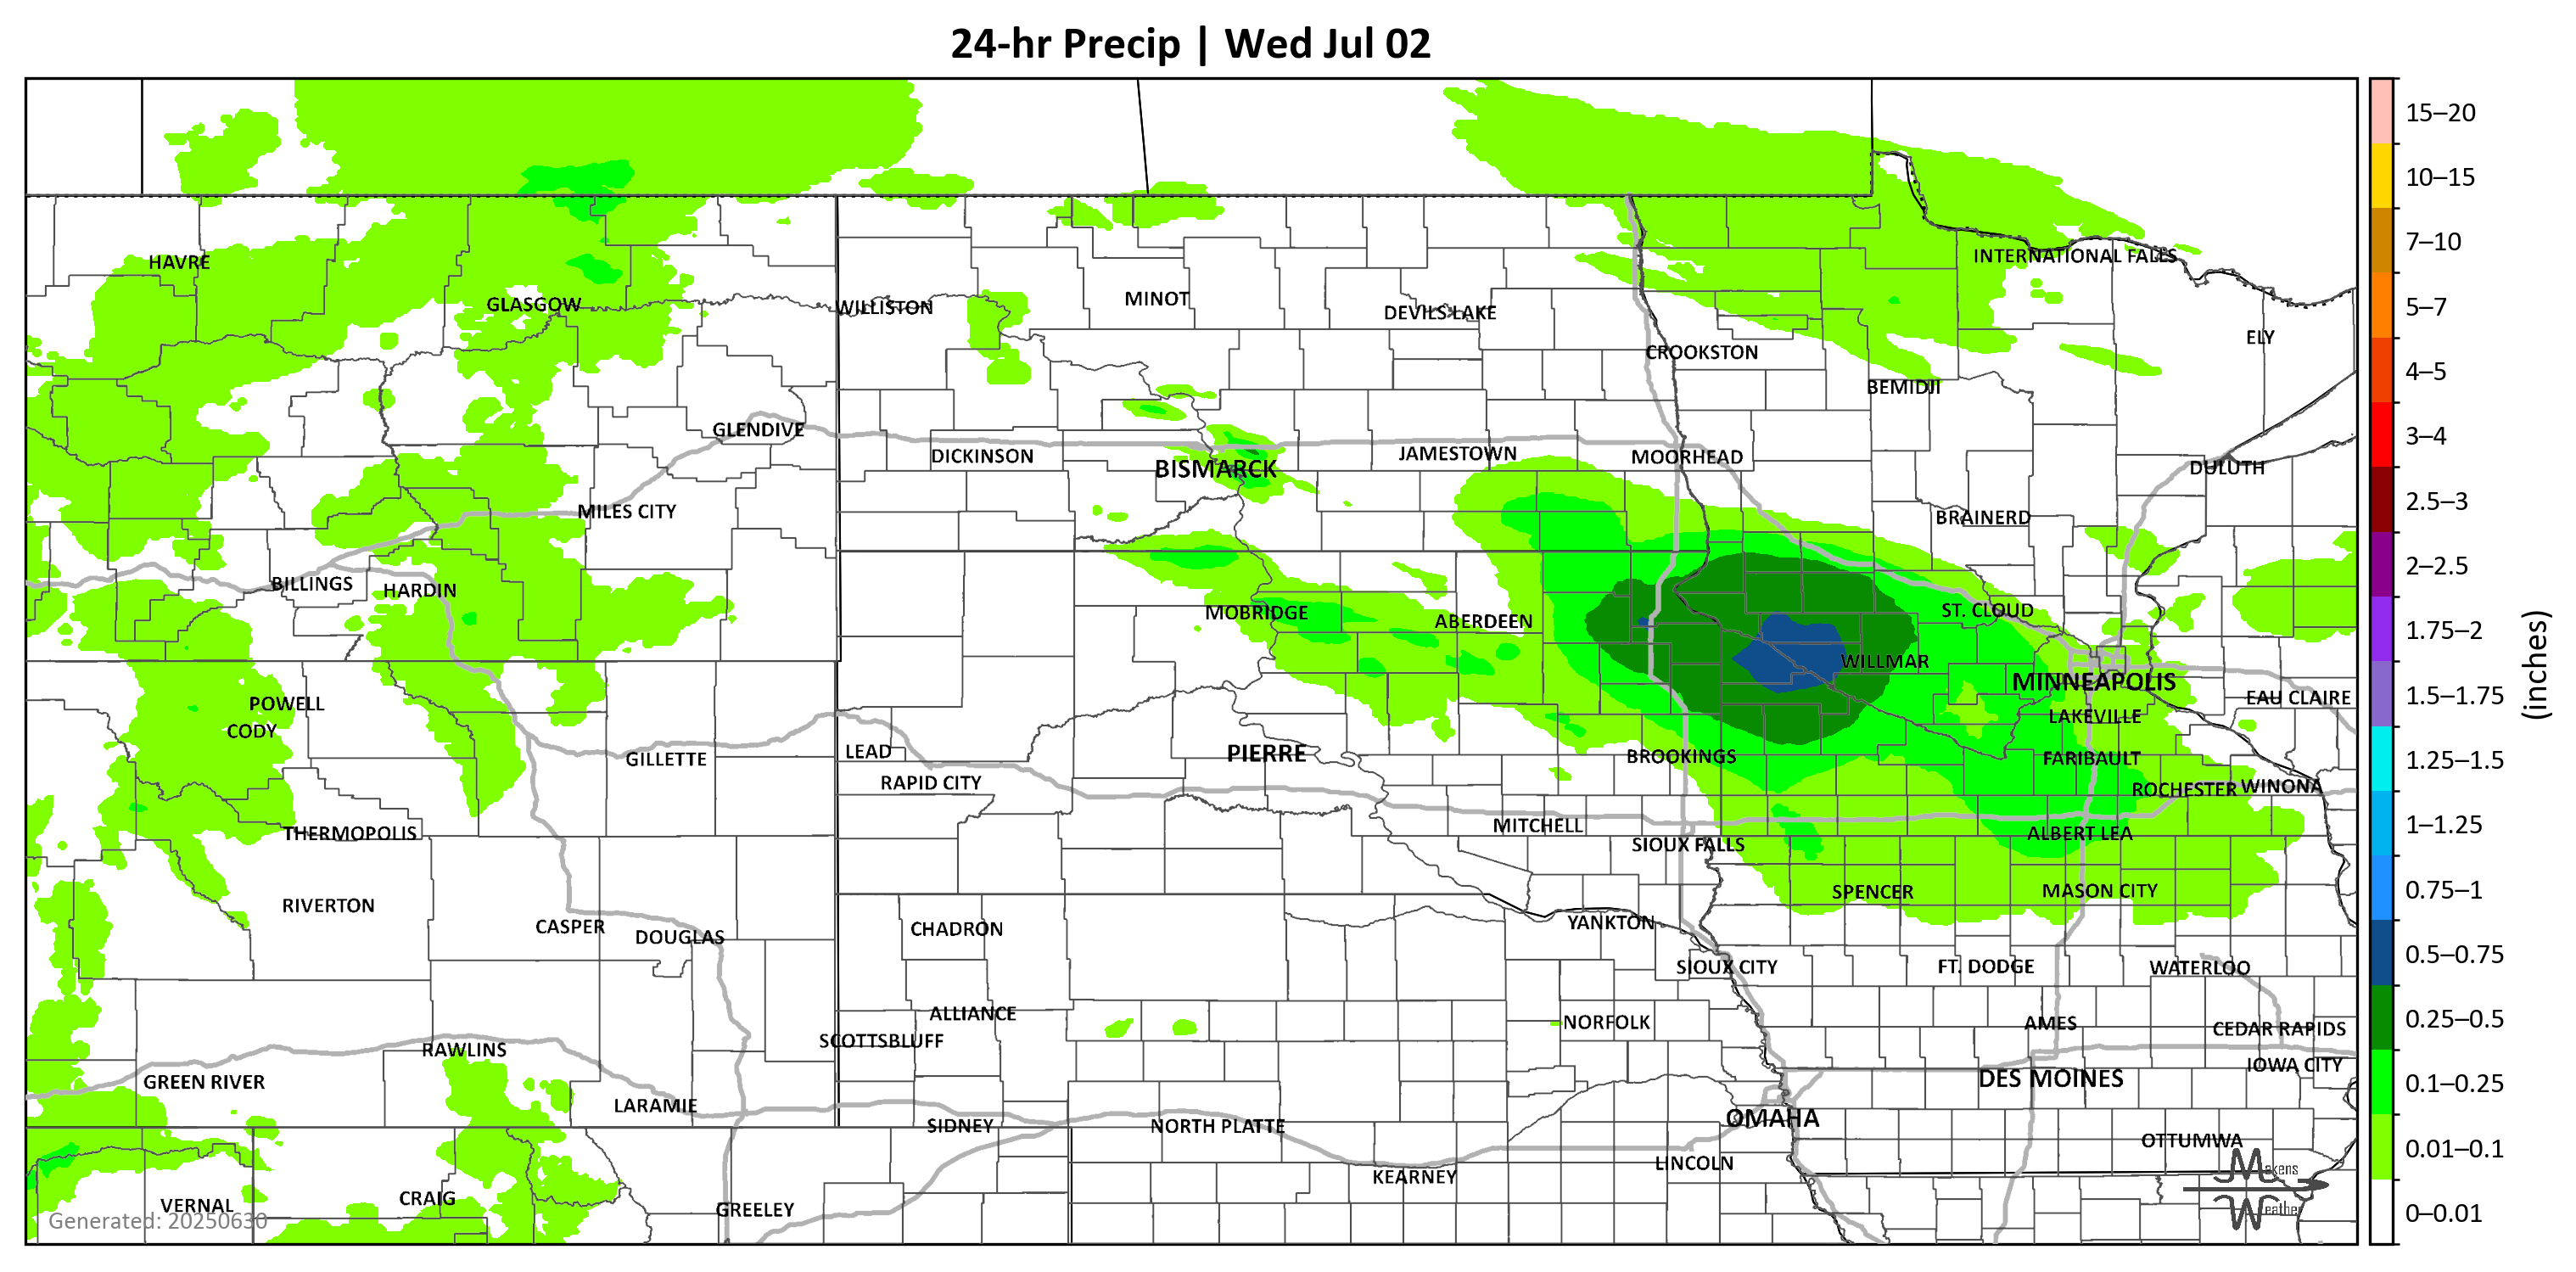 24-hr Precip | Wed Jul 02
15–20
10–15
7–10
5–7
4–5
3–4
2.5–3
2–2.5
1.75–2
1.5–1.75
1.25–1.5
1–1.25
0.75–1
0.5–0.75
0.25–0.5
0.1–0.25
0.01–0.1
0–0.01
(inches)
HAVRE
INTERNATIONAL FALLS
GLASGOW
WILLISTON
MINOT
DEVILS LAKE
ELY
CROOKSTON
BEMIDJI
GLENDIVE
DICKINSON
BISMARCK
JAMESTOWN
MOORHEAD
DULUTH
MILES CITY
BRAINERD
BILLINGS
HARDIN
MOBRIDGE
ABERDEEN
ST. CLOUD
WILLMAR
MINNEAPOLIS
EAU CLAIRE
POWELL
CODY
LAKEVILLE
GILLETTE
LEAD
PIERRE
BROOKINGS
FARIBAULT
RAPID CITY
ROCHESTER
WINONA
THERMOPOLIS
MITCHELL
ALBERT LEA
SIOUX FALLS
RIVERTON
SPENCER
MASON CITY
CASPER
DOUGLAS
CHADRON
YANKTON
SIOUX CITY
FT. DODGE
WATERLOO
ALLIANCE
SCOTTSBLUFF
NORFOLK
AMES
CEDAR RAPIDS
RAWLINS
IOWA CITY
GREEN RIVER
DES MOINES
LARAMIE
SIDNEY
NORTH PLATTE
OMAHA
OTTUMWA
LINCOLN
KEARNEY
VERNAL
CRAIG
GREELEY
Generated: 20250630
Makens
Weather